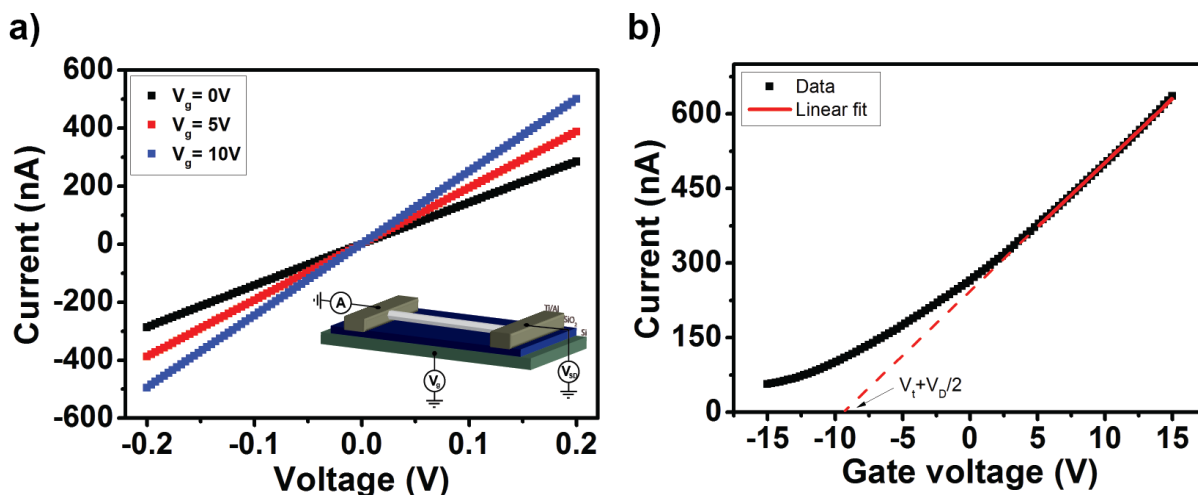 a)
600
400
200
0
-200
-400
-600
Current (nA)
V_g = 0V
V_g = 5V
V_g = 10V
A
Ti/Al
SiO₂
Si
V_g
V_SD
-0.2
-0.1
0.0
0.1
0.2
Voltage (V)
b)
600
450
300
150
0
Current (nA)
Data
Linear fit
V_t+V_D/2
-15
-10
-5
0
5
10
15
Gate voltage (V)